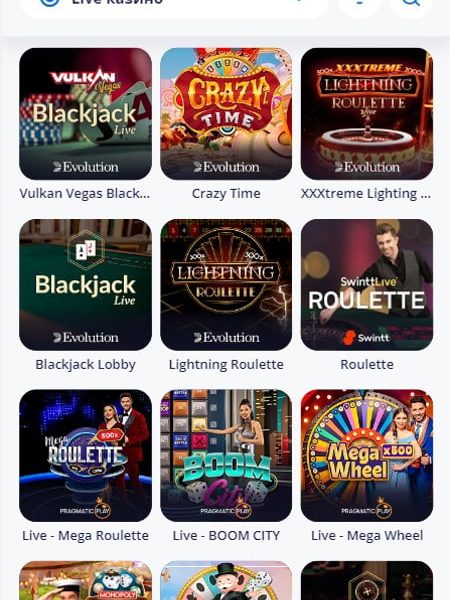 Live казино
VULKAN
Vegas
Blackjack
Live
Evolution
CRAZY
TIME
Evolution
XXXTREME
LIGHTNING
ROULETTE
Live
Evolution
Vulkan Vegas Black...
Crazy Time
XXXtreme Lighting ...
Blackjack
Live
Evolution
LIGHTNING
ROULETTE
Evolution
SwinttLive
ROULETTE
Swintt
Blackjack Lobby
Lightning Roulette
Roulette
Mega
500x
ROULETTE
PRAGMATIC PLAY
BOOM
City
PRAGMATIC PLAY
Mega
Wheel
x500
PRAGMATIC PLAY
Live - Mega Roulette
Live - BOOM CITY
Live - Mega Wheel
MONOPOLY